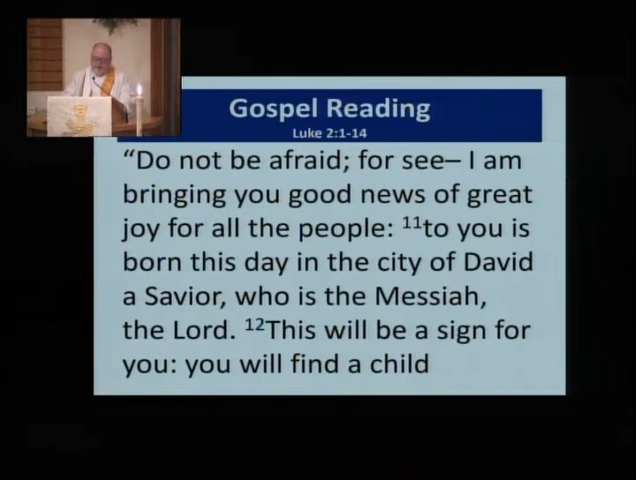 Gospel Reading
Luke 2:1-14
“Do not be afraid; for see– I am
bringing you good news of great
joy for all the people: ¹¹to you is
born this day in the city of David
a Savior, who is the Messiah,
the Lord. ¹²This will be a sign for
you: you will find a child